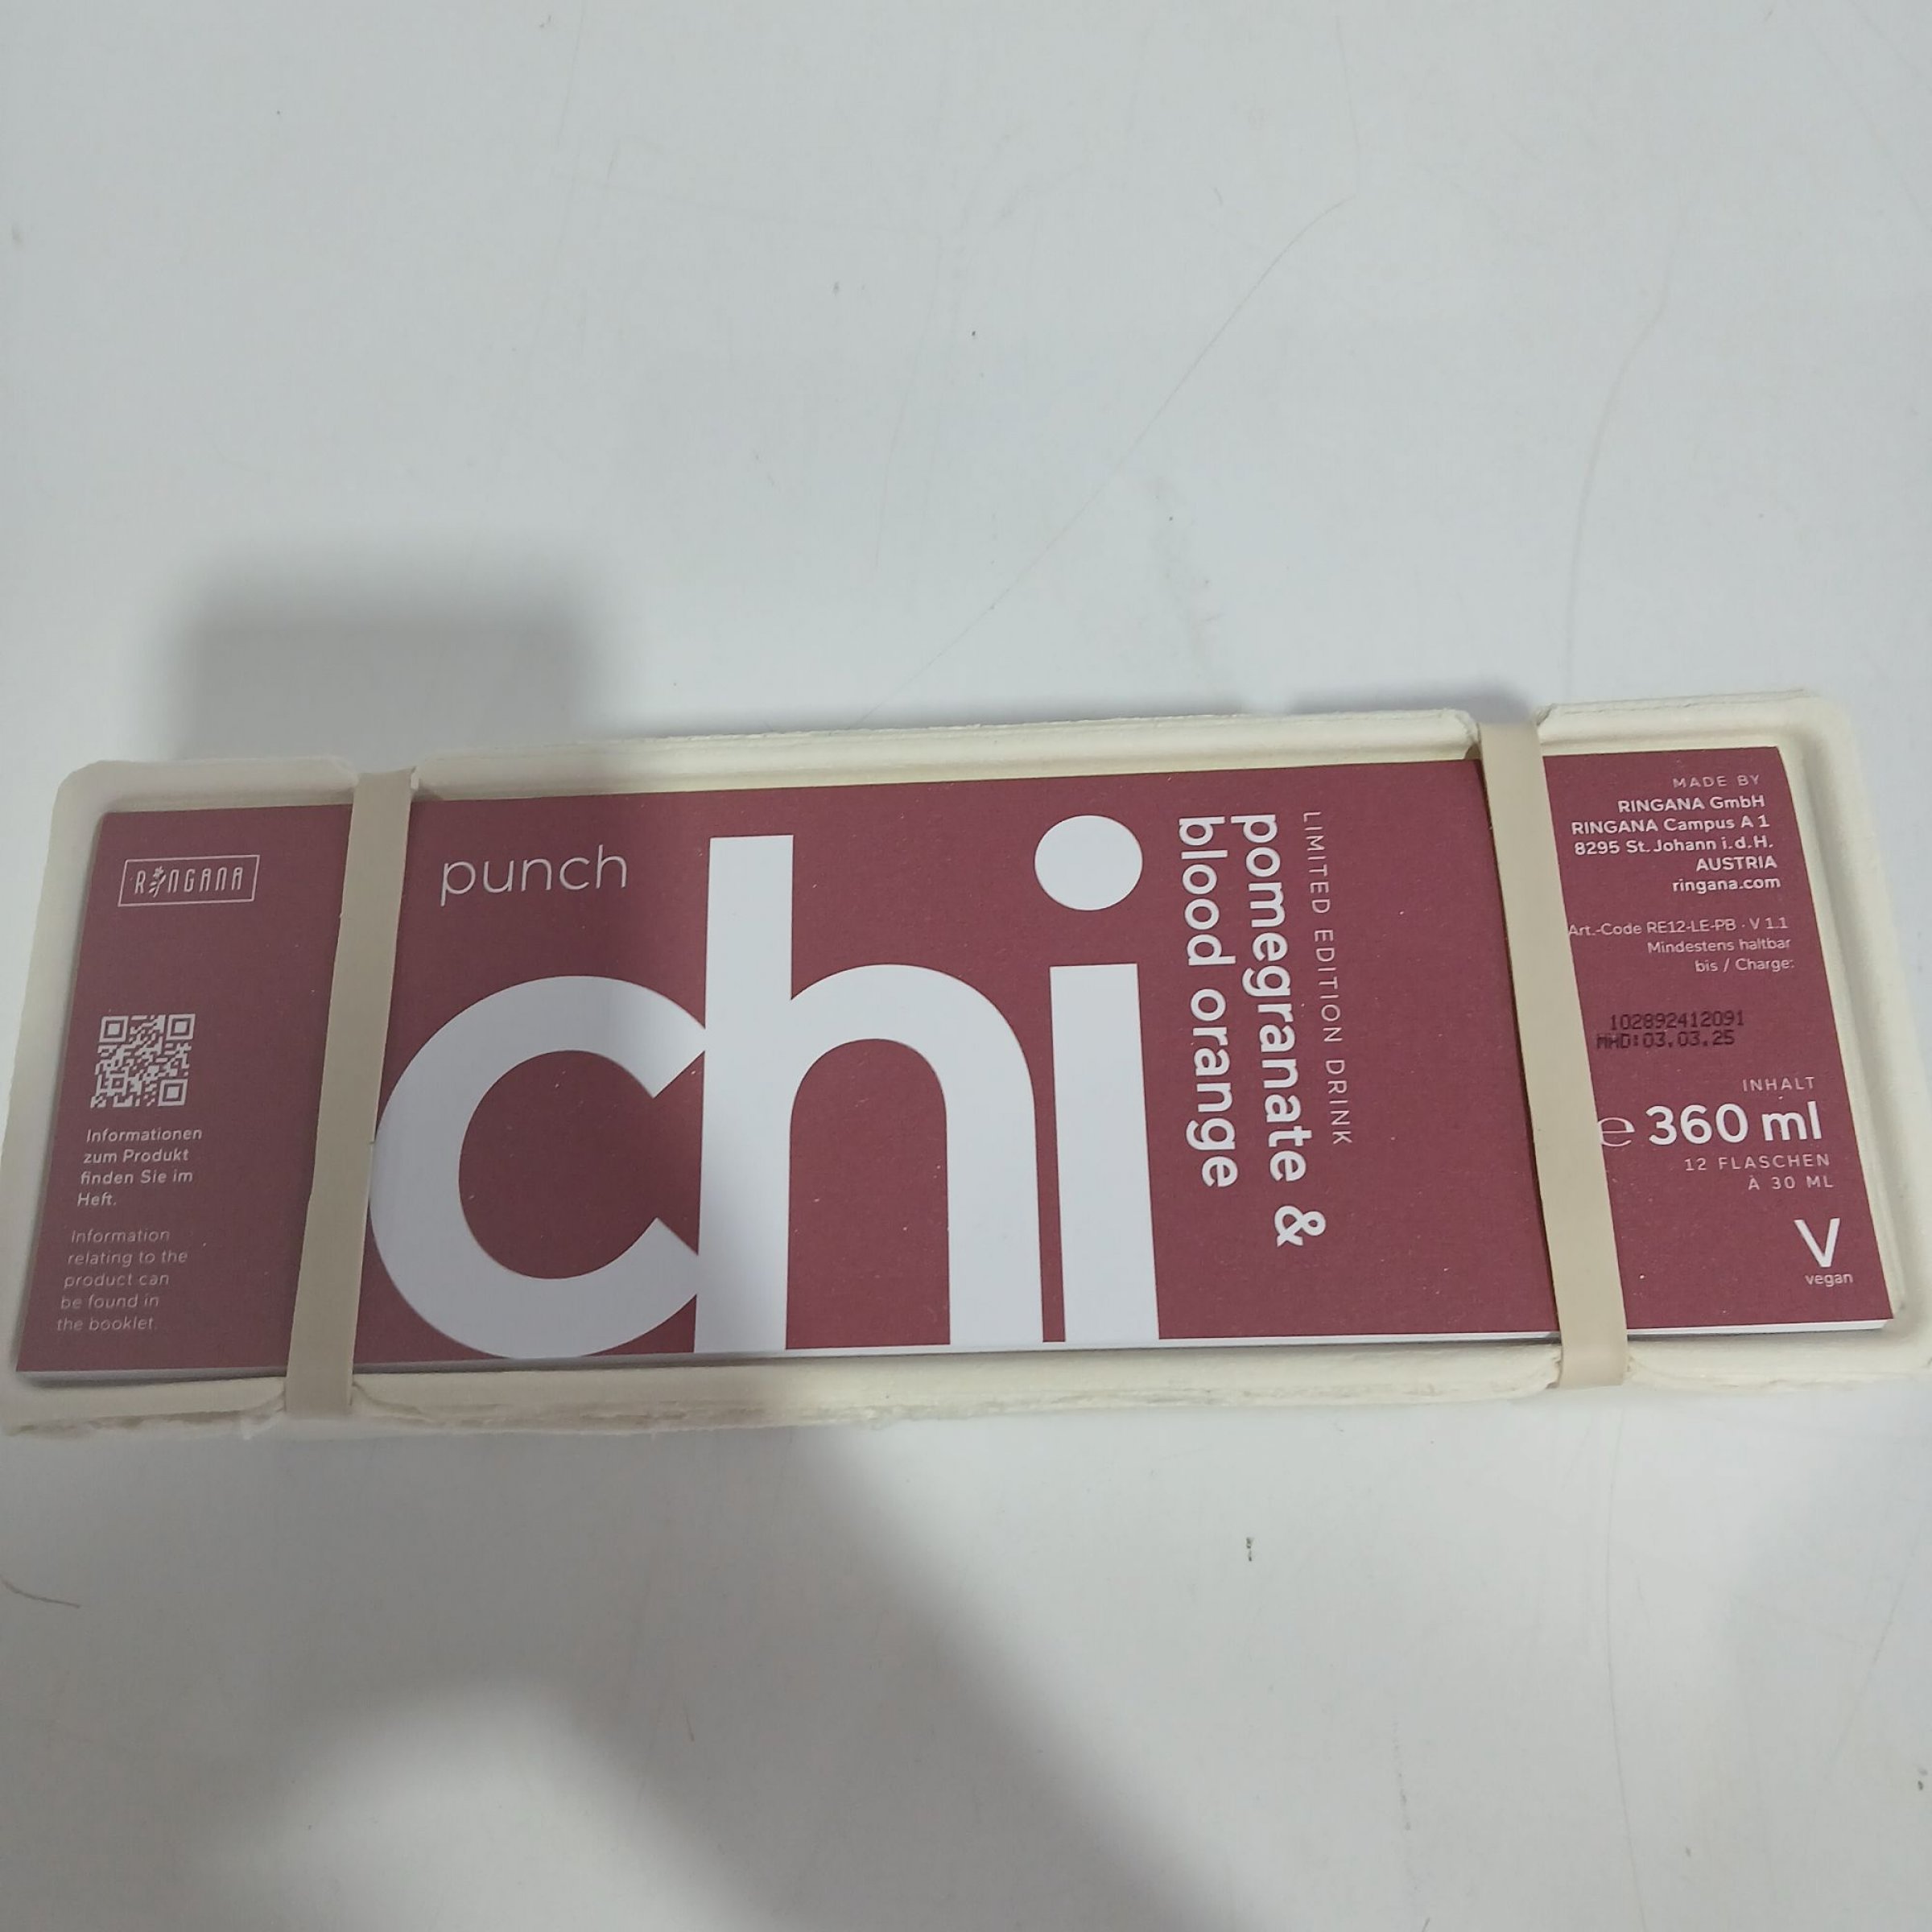 RINGANA
Informationen
zum Produkt
finden Sie im
Heft.
Information
relating to the
product can
be found in
the booklet.
punch
chi
LIMITED EDITION DRINK
pomegranate &
blood orange
MADE BY
RINGANA GmbH
RINGANA Campus A 1
8295 St. Johann i.d.H.
AUSTRIA
ringana.com
Art.-Code RE12-LE-PB · V 1.1
Mindestens haltbar
bis / Charge:
102892412091
MHD:03.03.25
INHALT
℮ 360 ml
12 FLASCHEN
À 30 ML
V
vegan